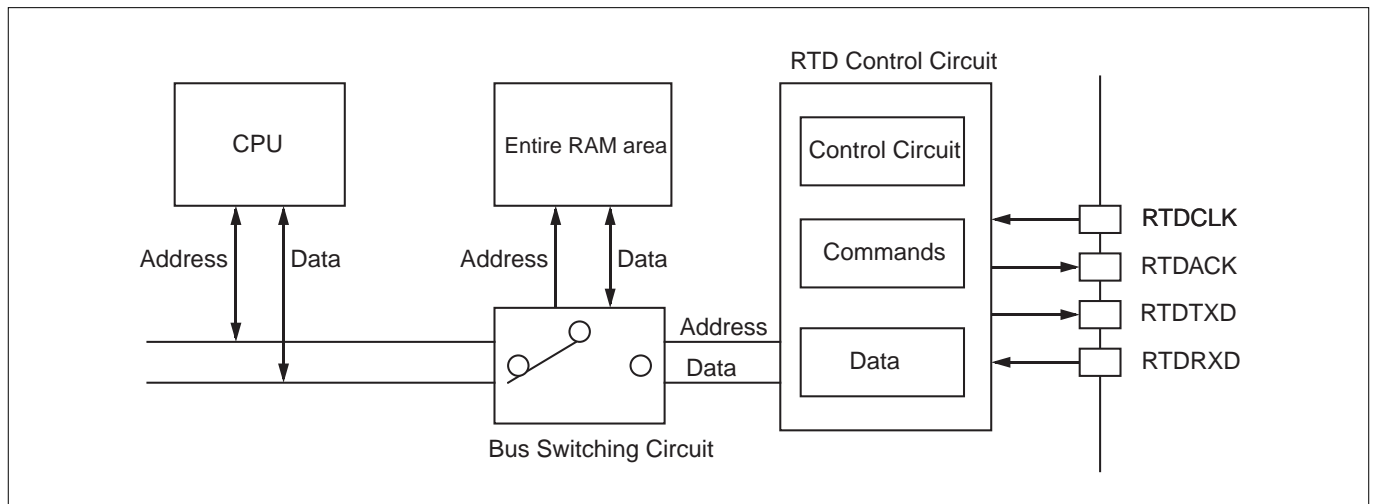 RTD Control Circuit
CPU
Entire RAM area
Control Circuit
RTDCLK
Address
Data
Address
Data
Commands
RTDACK
RTDTXD
Address
Data
Data
RTDRXD
Bus Switching Circuit